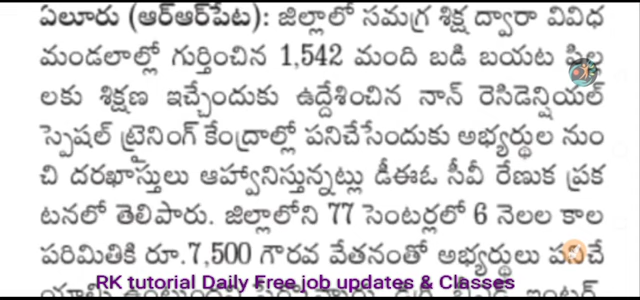 ఏలూరు (ఆర్ఆర్‌పేట): జిల్లాలో సమగ్ర శిక్ష ద్వారా వివిధ
మండలాల్లో గుర్తించిన 1,542 మంది బడి బయట పిల్ల
లకు శిక్షణ ఇచ్చేందుకు ఉద్దేశించిన నాన్ రెసిడెన్షియల్
స్పెషల్ ట్రైనింగ్ కేంద్రాల్లో పనిచేసేందుకు అభ్యర్థుల నుం
చి దరఖాస్తులు ఆహ్వానిస్తున్నట్లు డీఈఓ సీవీ రేణుక ప్రక
టనలో తెలిపారు. జిల్లాలోని 77 సెంటర్లలో 6 నెలల కాల
పరిమితికి రూ.7,500 గౌరవ వేతనంతో అభ్యర్థులు పనిచే
RK tutorial Daily Free job updates & Classes